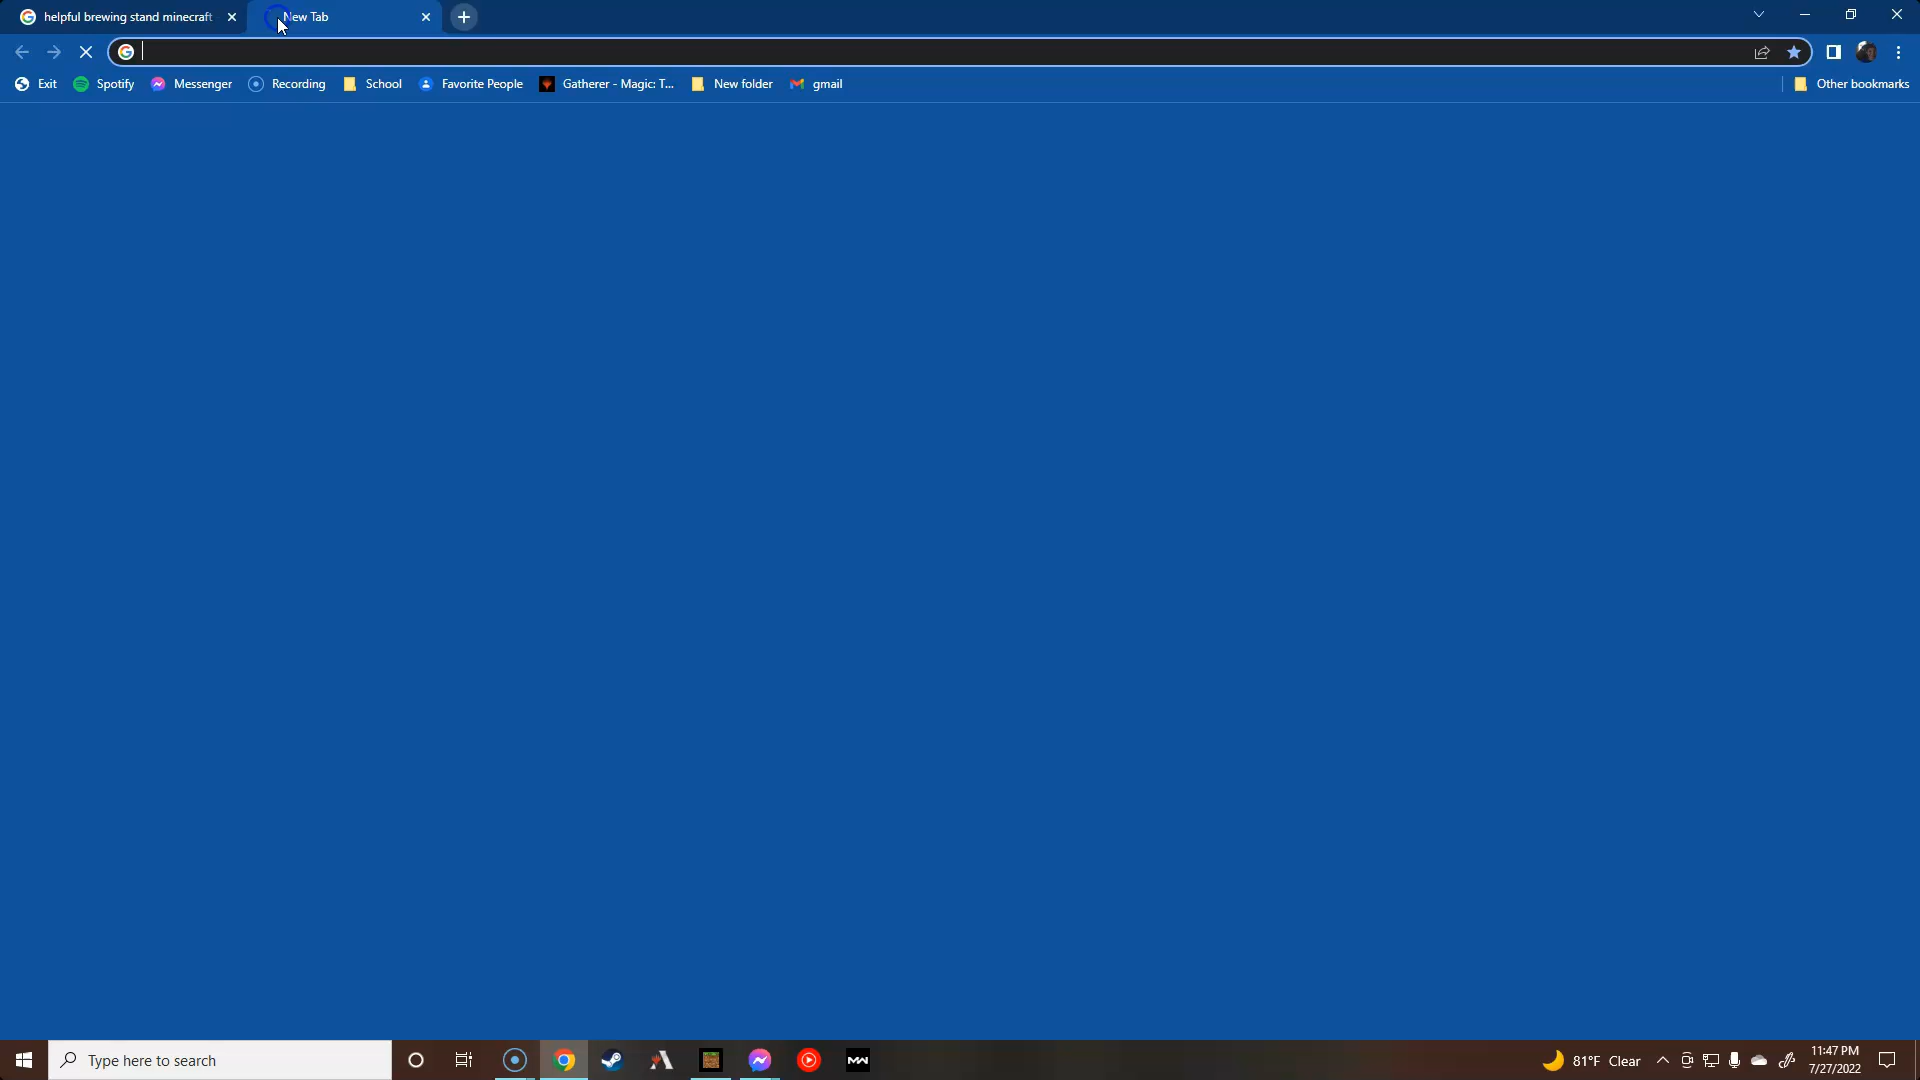 helpful brewing stand minecraft
New Tab
Exit
Spotify
Messenger
Recording
School
Favorite People
Gatherer - Magic: T...
New folder
gmail
Other bookmarks
Type here to search
81°F Clear
11:47 PM
7/27/2022